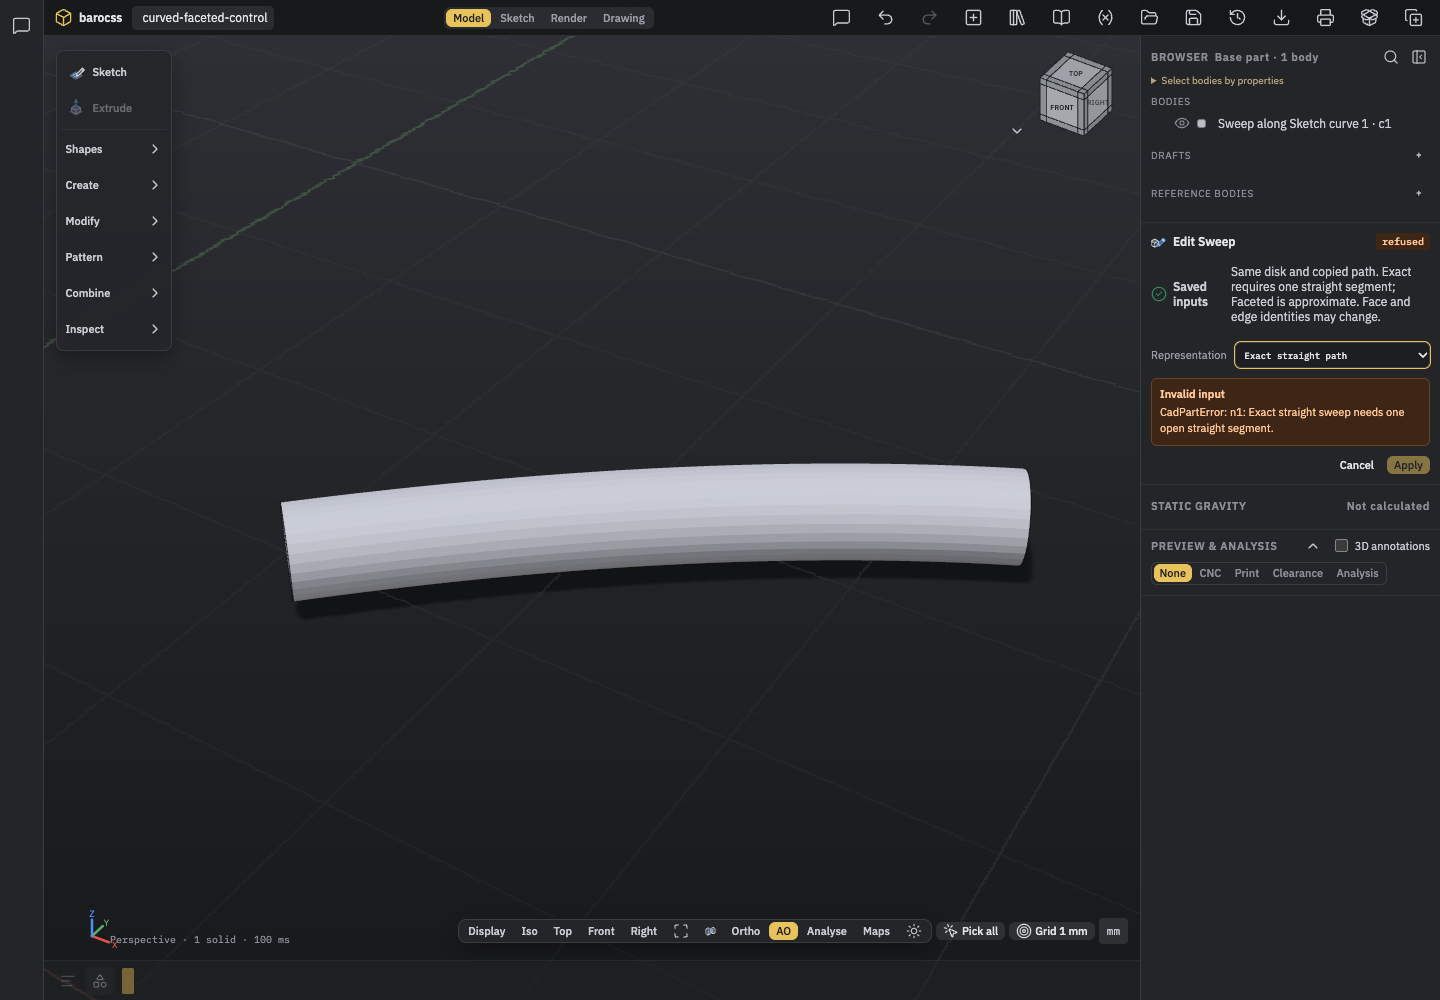 barocss
curved-faceted-control
Model
Sketch
Render
Drawing
Sketch
Extrude
Shapes
Create
Modify
Pattern
Combine
Inspect
TOP
FRONT
RIGHT
BROWSER Base part · 1 body
Select bodies by properties
BODIES
Sweep along Sketch curve 1 · c1
DRAFTS
REFERENCE BODIES
Edit Sweep
refused
Saved
inputs
Same disk and copied path. Exact
requires one straight segment;
Faceted is approximate. Face and
edge identities may change.
Representation
Exact straight path
Invalid input
CadPartError: n1: Exact straight sweep needs one
open straight segment.
Cancel
Apply
STATIC GRAVITY
Not calculated
PREVIEW & ANALYSIS
3D annotations
None
CNC
Print
Clearance
Analysis
Z
Y
X
Perspective · 1 solid · 100 ms
Display
Iso
Top
Front
Right
Ortho
AO
Analyse
Maps
Pick all
Grid 1 mm
mm